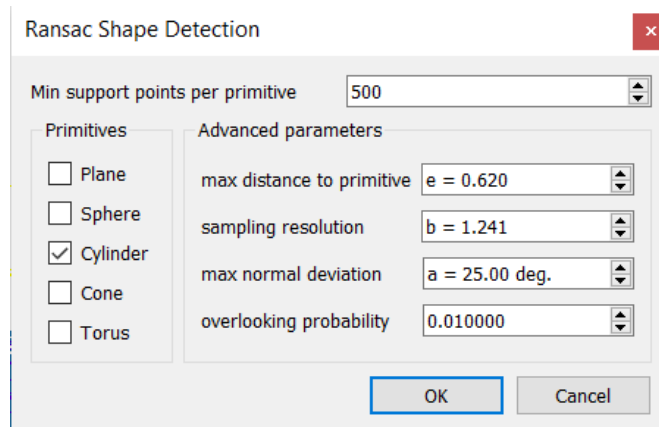 Ransac Shape Detection
Min support points per primitive 500
Primitives
Plane
Sphere
Cylinder
Cone
Torus
Advanced parameters
max distance to primitive e = 0.620
sampling resolution b = 1.241
max normal deviation a = 25.00 deg.
overlooking probability 0.010000
OK Cancel